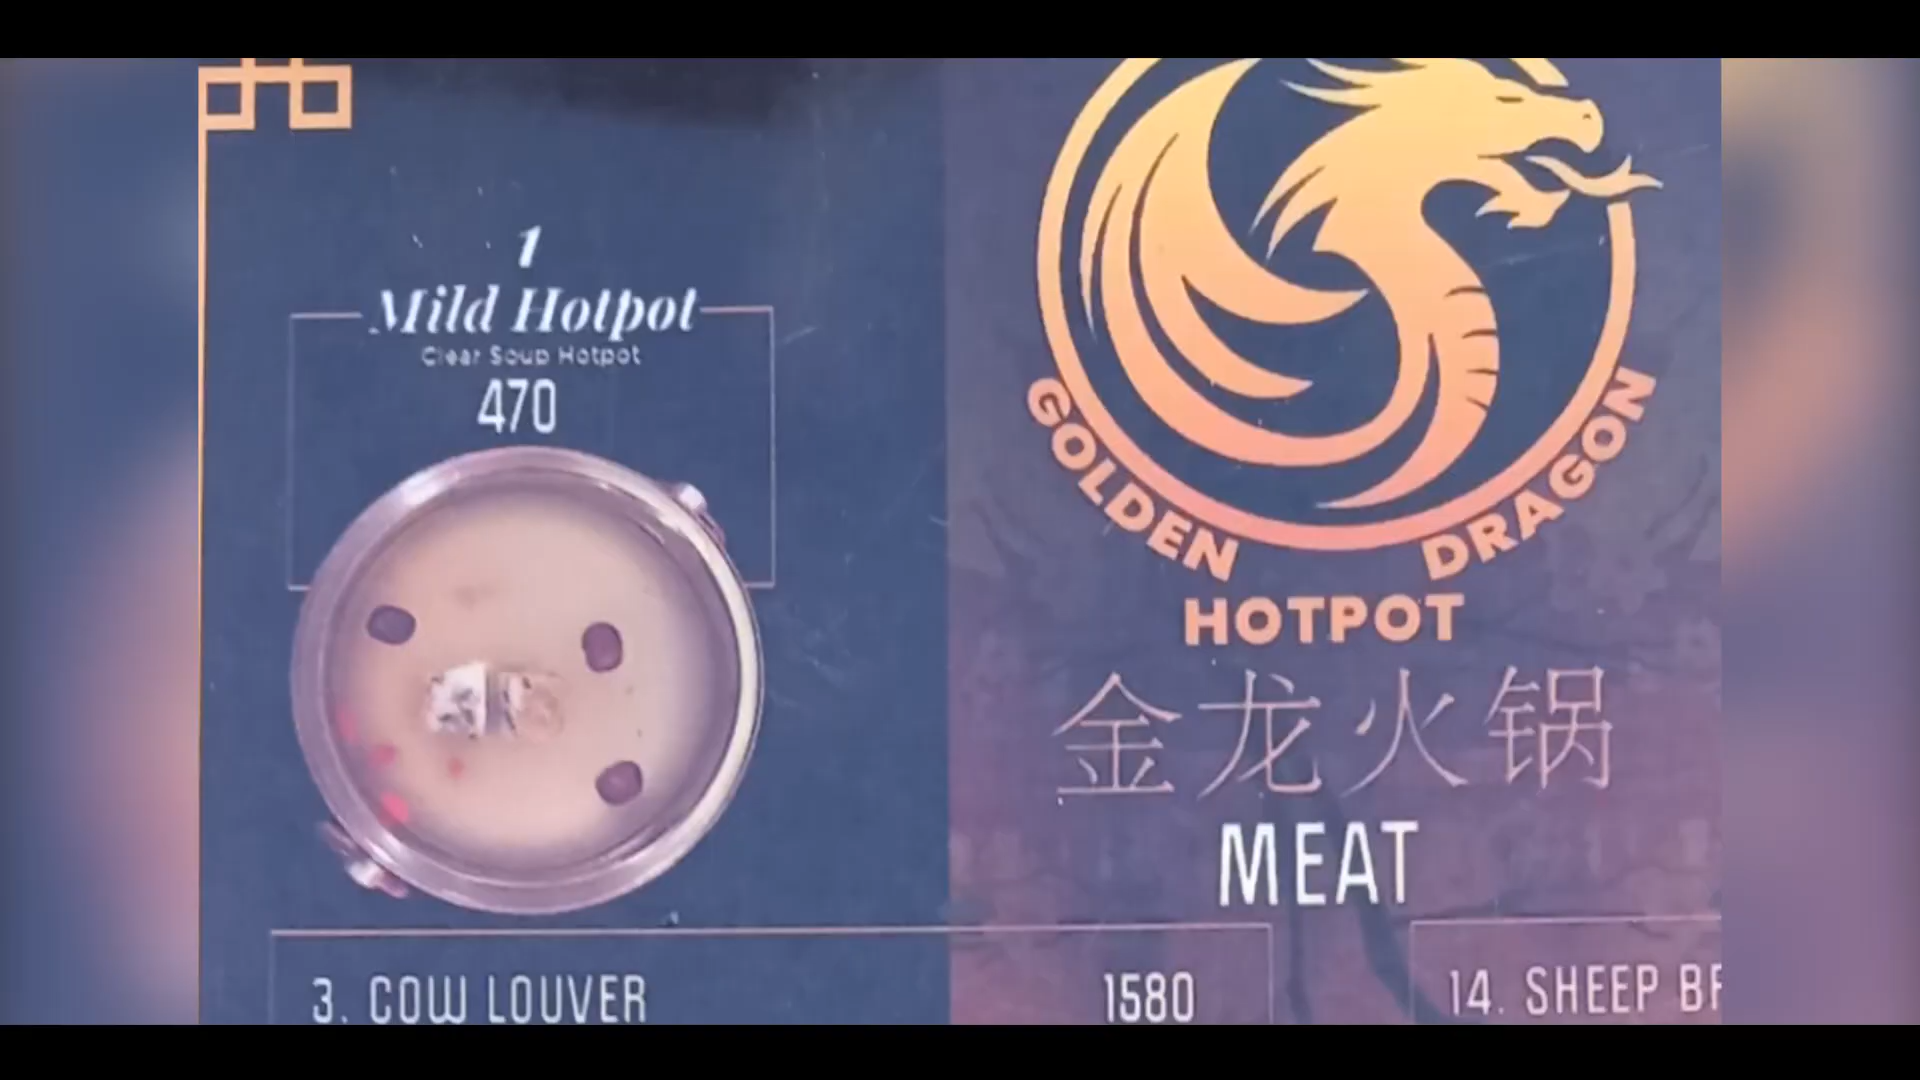 1
Mild Hotpot
Clear Soup Hotpot
470
GOLDEN DRAGON
HOTPOT
金龙火锅
MEAT
3. COW LOUVER 1580
14. SHEEP